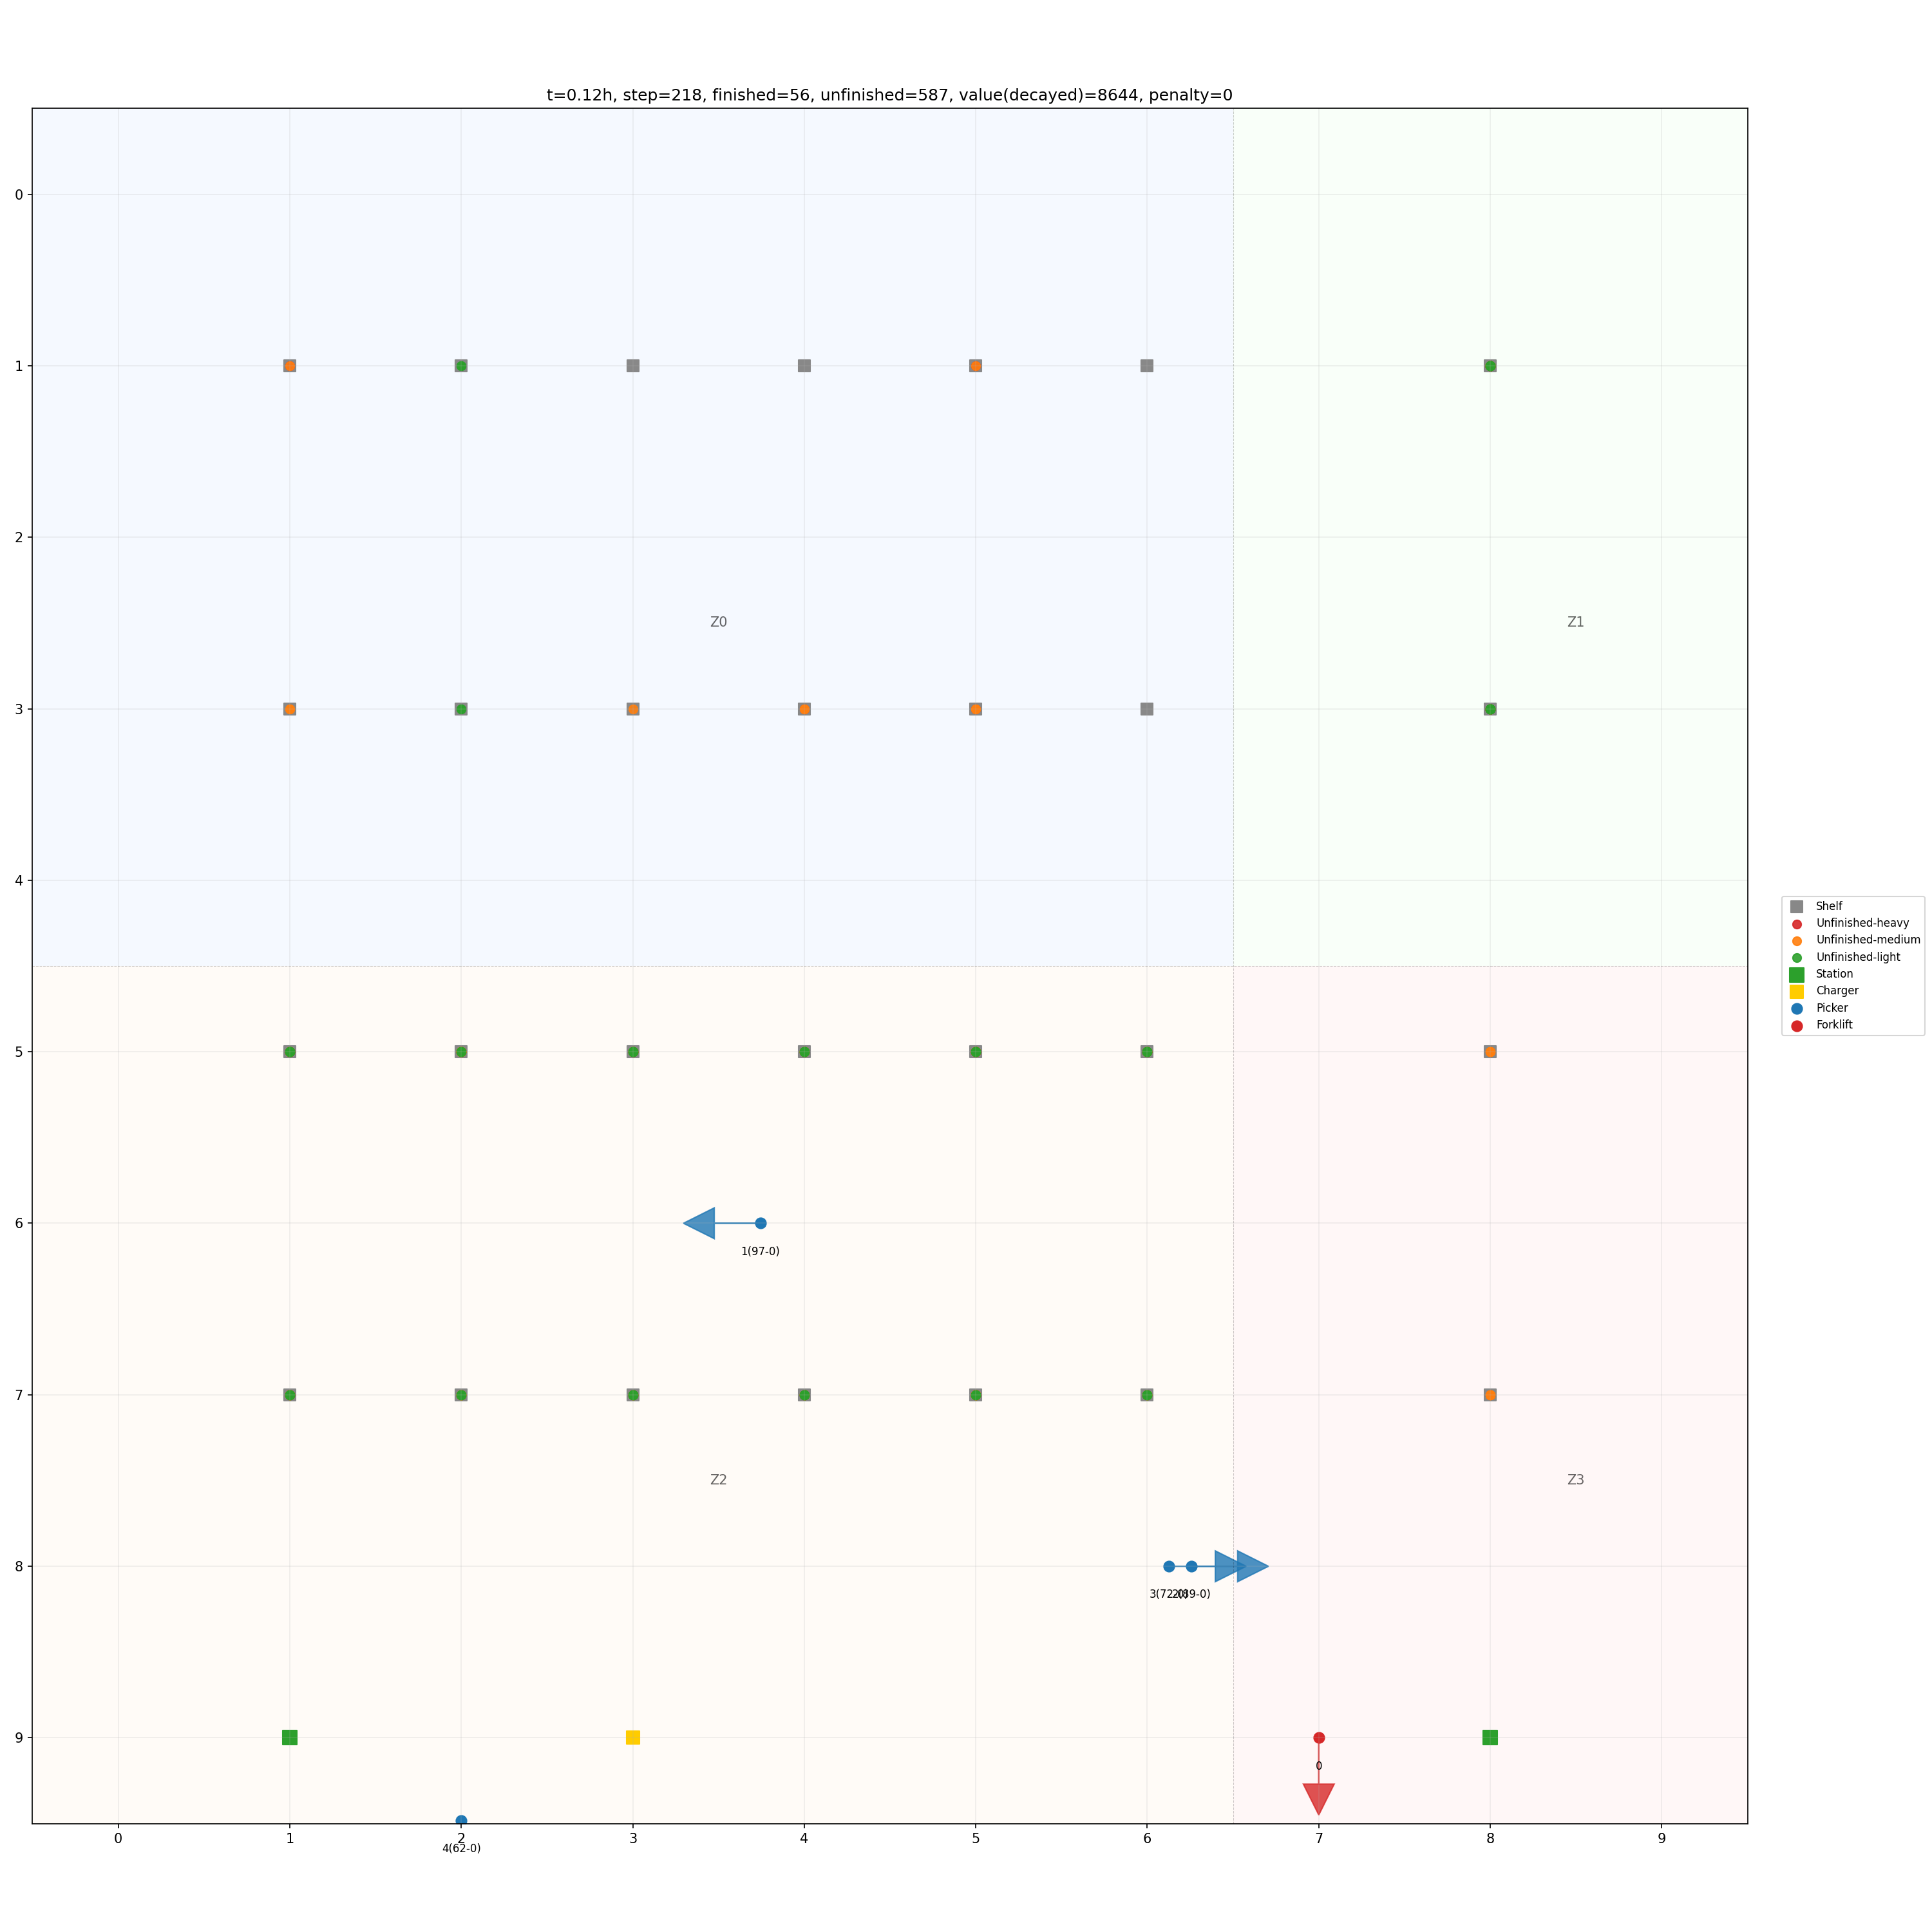 t=0.12h, step=218, finished=56, unfinished=587, value(decayed)=8644, penalty=0
0
1
2
Z0
Z1
3
4
Shelf
Unfinished-heavy
Unfinished-medium
Unfinished-light
Station
Charger
Picker
Forklift
5
6
1(97-0)
7
Z2
Z3
8
9
0
0 1 2 3 4 5 6 7 8 9
4(62-0)